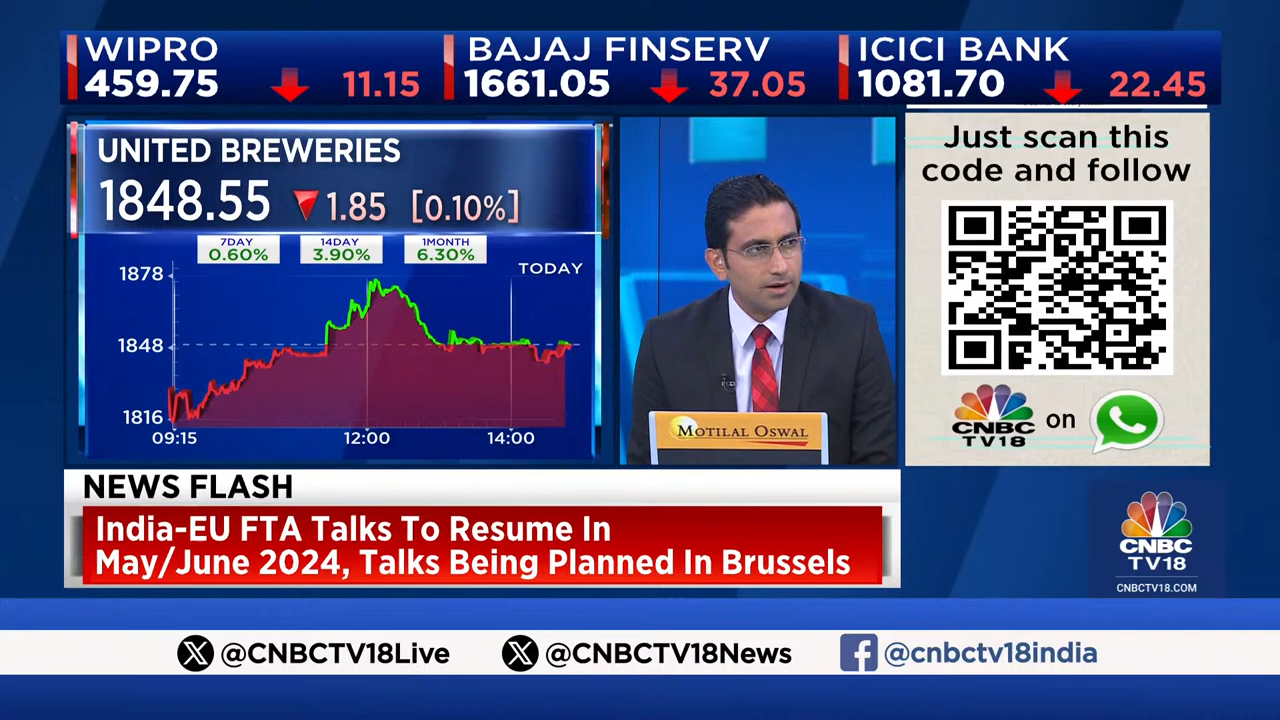 WIPRO
459.75 11.15
BAJAJ FINSERV
1661.05 37.05
ICICI BANK
1081.70 22.45
UNITED BREWERIES
1848.55 1.85 [0.10%]
7DAY
0.60%
14DAY
3.90%
1MONTH
6.30%
TODAY
1878
1848
1816
09:15 12:00 14:00
MOTILAL OSWAL
Just scan this
code and follow
CNBC
TV18
on
NEWS FLASH
India-EU FTA Talks To Resume In
May/June 2024, Talks Being Planned In Brussels
CNBC
TV18
CNBCTV18.COM
@CNBCTV18Live @CNBCTV18News @cnbctv18india